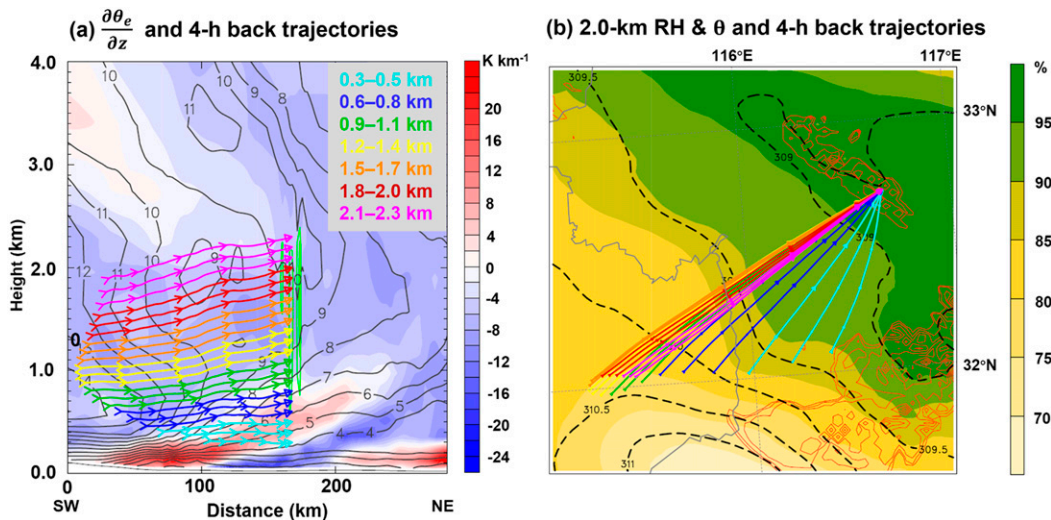 (a) ∂θe/∂z and 4-h back trajectories
(b) 2.0-km RH & θ and 4-h back trajectories
K km⁻¹
20
16
12
8
4
0
-4
-8
-12
-16
-20
-24
0.3–0.5 km
0.6–0.8 km
0.9–1.1 km
1.2–1.4 km
1.5–1.7 km
1.8–2.0 km
2.1–2.3 km
4.0
3.0
2.0
1.0
0.0
Height (km)
10
11
10
9
8
11
10
11
10
12
9
9
0
9
8
7
6
5
4
4
0
100
200
SW
Distance (km)
NE
116°E
117°E
33°N
32°N
309.5
309
309
310.5
311
309.5
%
95
90
85
80
75
70